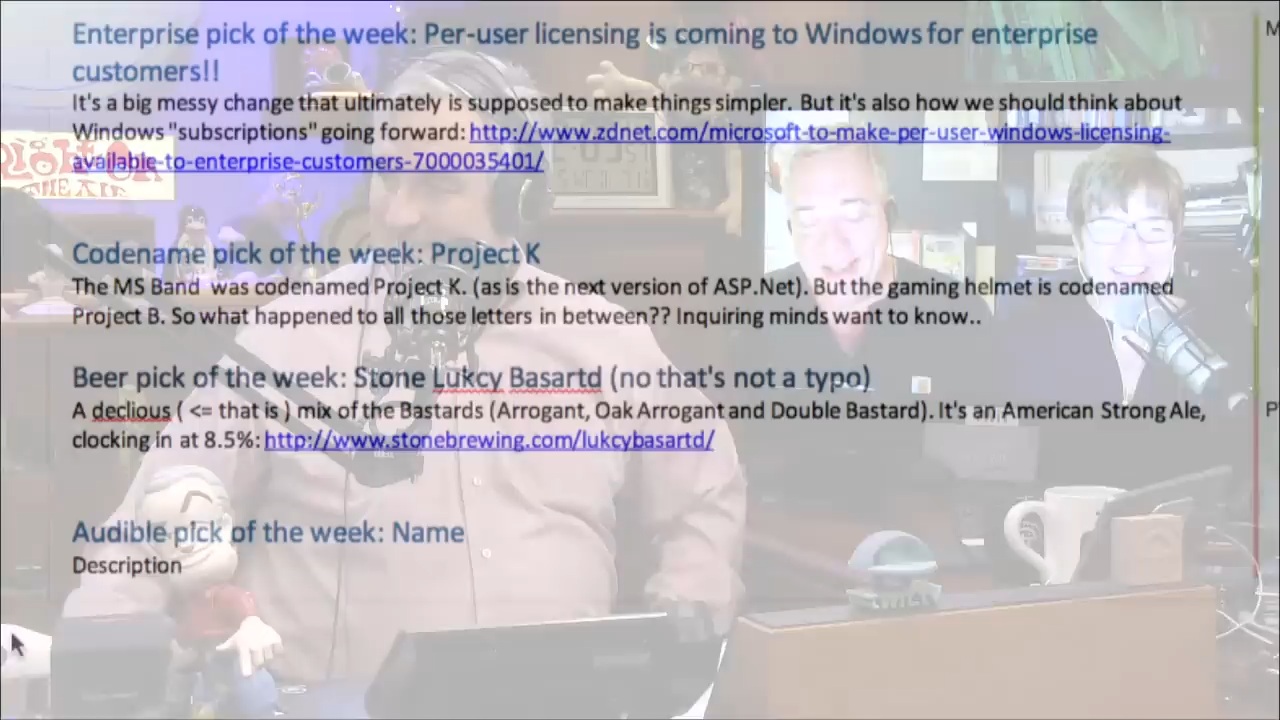 Enterprise pick of the week: Per-user licensing is coming to Windows for enterprise
customers!!
It's a big messy change that ultimately is supposed to make things simpler. But it's also how we should think about
Windows "subscriptions" going forward: http://www.zdnet.com/microsoft-to-make-per-user-windows-licensing-
available-to-enterprise-customers-7000035401/
Codename pick of the week: Project K
The MS Band was codenamed Project K. (as is the next version of ASP.Net). But the gaming helmet is codenamed
Project B. So what happened to all those letters in between?? Inquiring minds want to know..
Beer pick of the week: Stone Lukcy Basartd (no that's not a typo)
A declious ( <= that is ) mix of the Bastards (Arrogant, Oak Arrogant and Double Bastard). It's an American Strong Ale,
clocking in at 8.5%: http://www.stonebrewing.com/lukcybasartd/
Audible pick of the week: Name
Description
TWiT